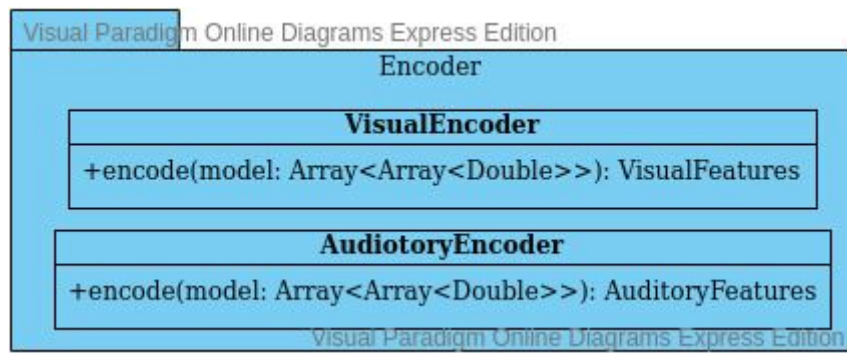 Visual Paradigm Online Diagrams Express Edition
Encoder
VisualEncoder
+encode(model: Array<Array<Double>>): VisualFeatures
AudiotoryEncoder
+encode(model: Array<Array<Double>>): AuditoryFeatures
Visual Paradigm Online Diagrams Express Edition